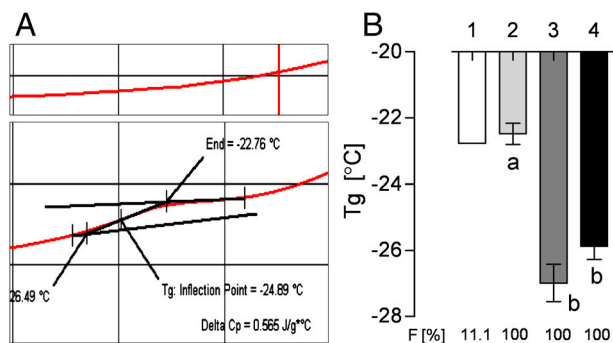 A
End = -22.76 °C
26.49 °C
Tg: Inflection Point = -24.89 °C
Delta Cp = 0.565 J/g*°C
B
1 2 3 4
-20
-22
-24
-26
-28
Tg [°C]
a
b
b
F [%] 11.1 100 100 100